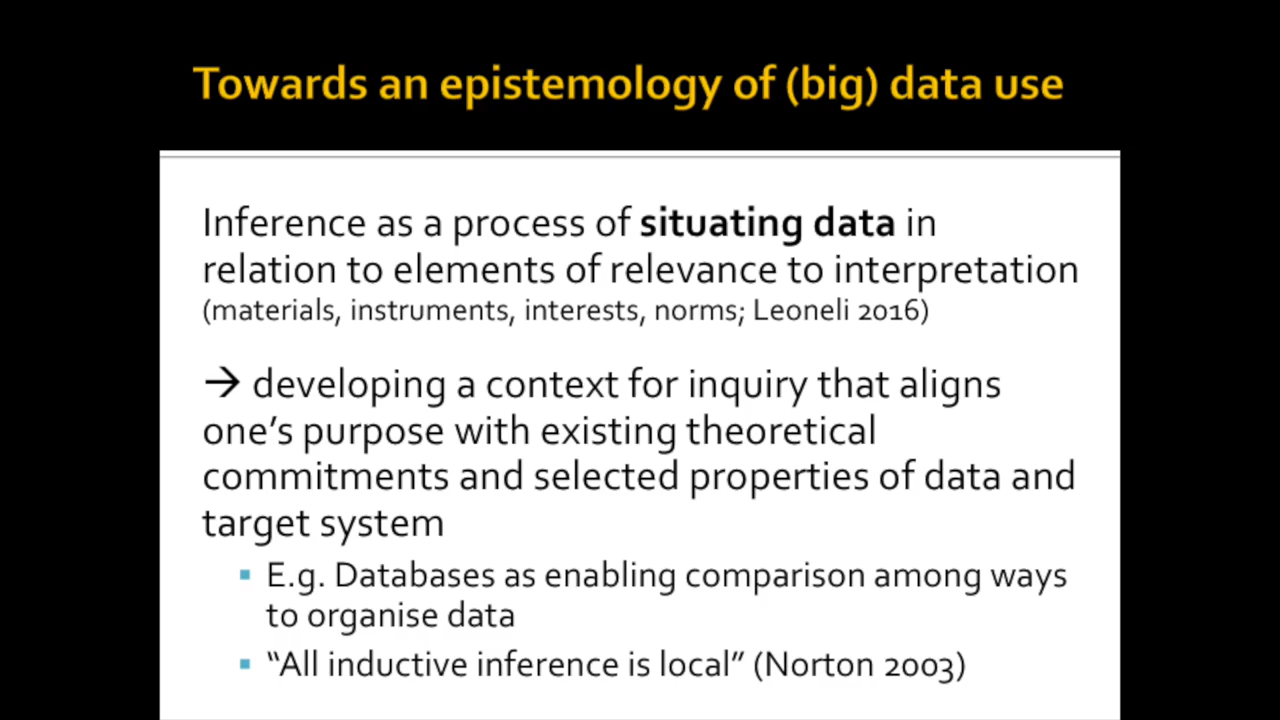 Towards an epistemology of (big) data use
Inference as a process of situating data in
relation to elements of relevance to interpretation
(materials, instruments, interests, norms; Leoneli 2016)
→ developing a context for inquiry that aligns
one’s purpose with existing theoretical
commitments and selected properties of data and
target system
▪ E.g. Databases as enabling comparison among ways
to organise data
▪ “All inductive inference is local” (Norton 2003)